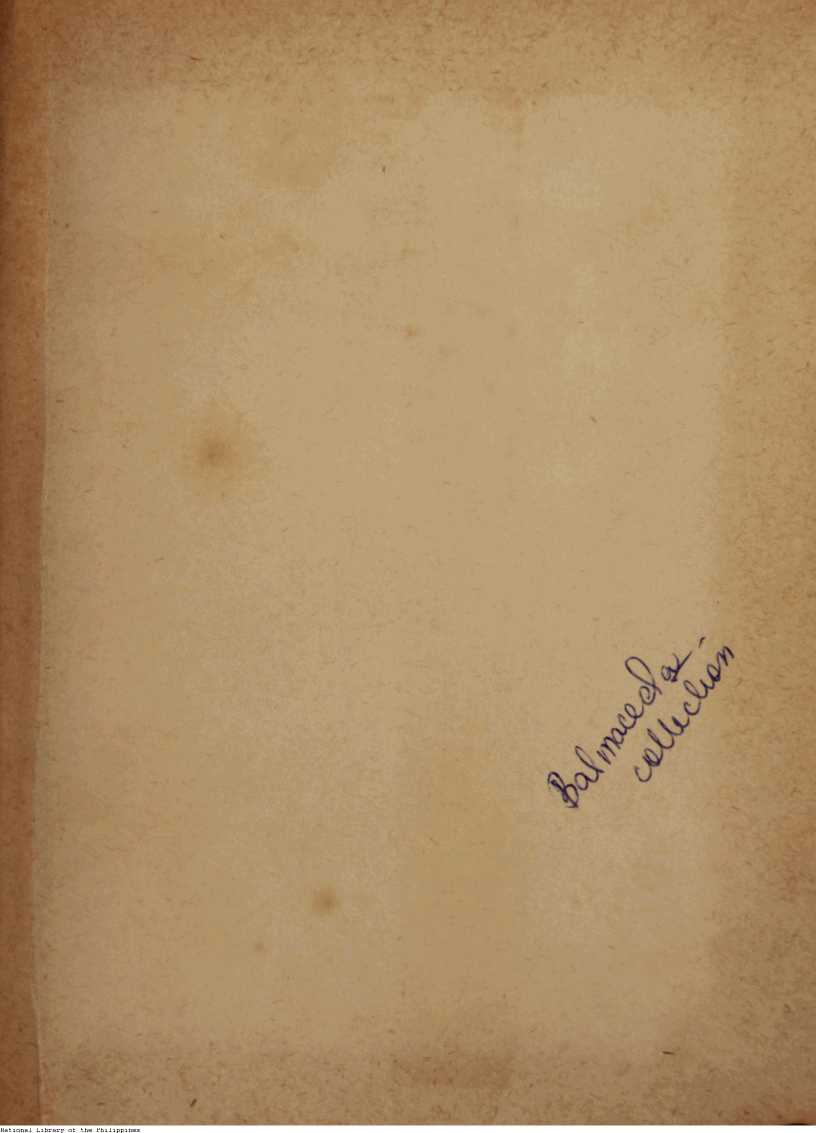 Balmaceda -
collection
National Library of the Philippines